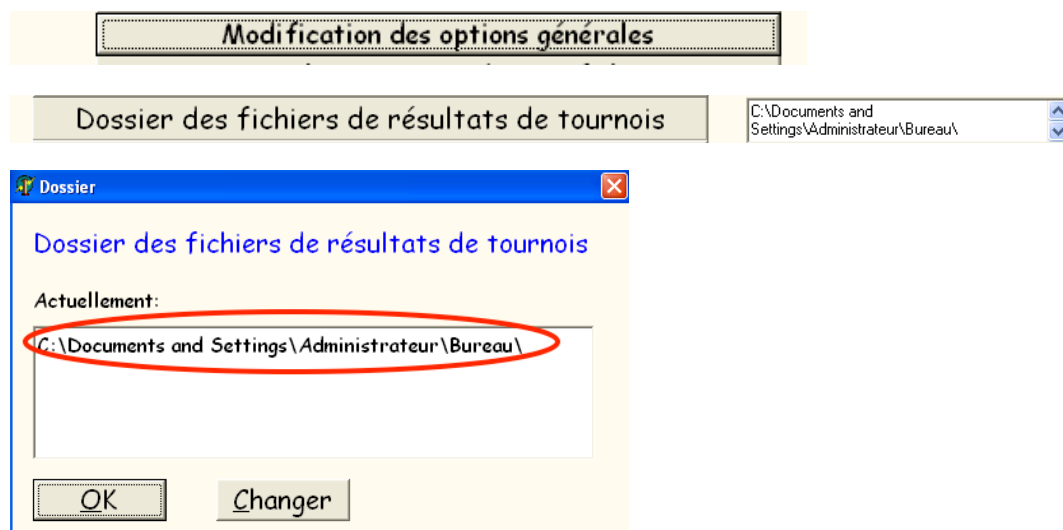 Modification des options générales
Dossier des fichiers de résultats de tournois
C:\Documents and
Settings\Administrateur\Bureau\
Dossier
Dossier des fichiers de résultats de tournois
Actuellement:
C:\Documents and Settings\Administrateur\Bureau\
OK
Changer